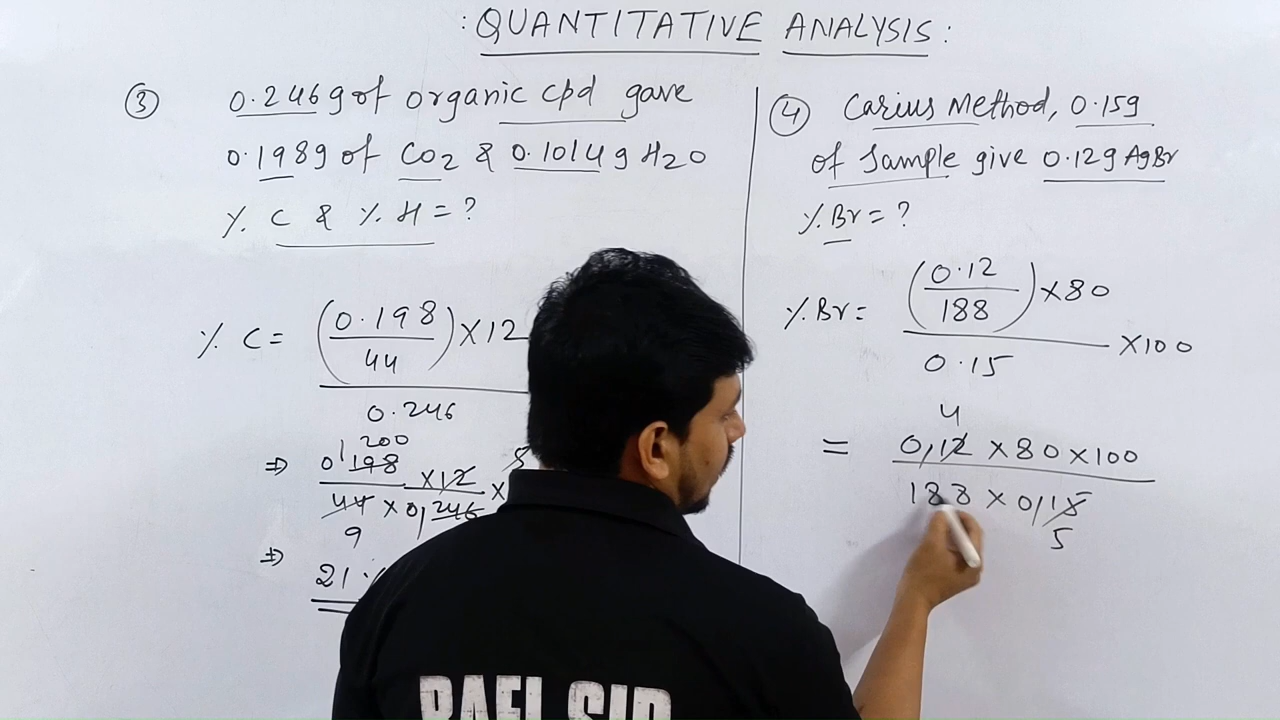 : QUANTITATIVE ANALYSIS :
③ 0.246g of organic cpd gave
0.198g of CO2 & 0.1014g H2O
% C & % H = ?
% C = (0.198/44) × 12
0.246
200
⇒ 0,198 × 12 ×
44 × 0,246
9
⇒ 21.
④ Carius Method, 0.15g
of Sample give 0.12g AgBr
% Br = ?
% Br = (0.12/188) × 80
0.15 × 100
4
= 0,12 × 80 × 100
188 × 0,15
5